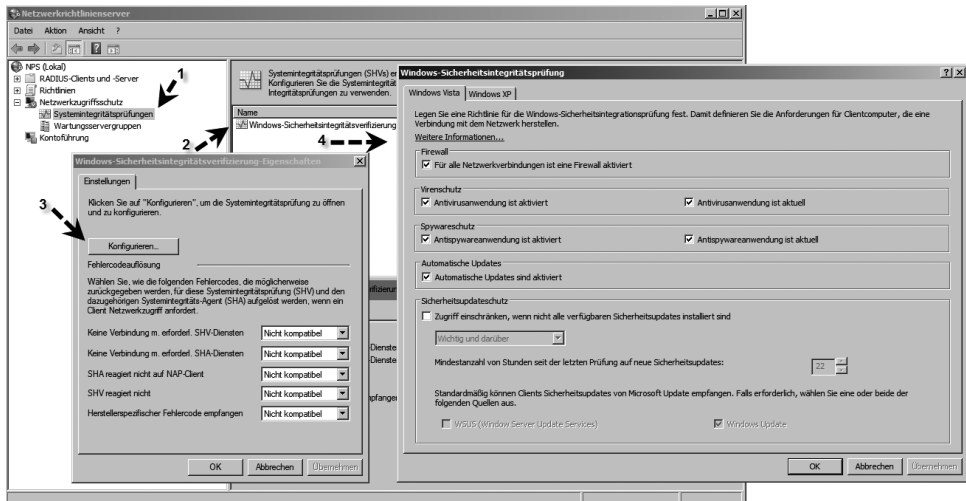 Netzwerkrichtlinienserver
Datei Aktion Ansicht ?
NPS (Lokal)
RADIUS-Clients und -Server
Richtlinien
Netzwerkzugriffsschutz
Systemintegritätsprüfungen
Wartungsservergruppen
Kontoführung
1
2
3
4
Systemintegritätsprüfungen (SHVs) er
Konfigurieren Sie die Systemintegrität
Integritätsprüfungen zu verwenden.
Name
Windows-Sicherheitsintegritätsverifizierung
Windows-Sicherheitsintegritätsverifizierung-Eigenschaften
Einstellungen
Klicken Sie auf "Konfigurieren", um die Systemintegritätsprüfung zu öffnen
und zu konfigurieren.
Konfigurieren...
Fehlercodeauflösung
Wählen Sie, wie die folgenden Fehlercodes, die möglicherweise
zurückgegeben werden, für diese Systemintegritätsprüfung (SHV) und den
dazugehörigen Systemintegritäts-Agent (SHA) aufgelöst werden, wenn ein
Client Netzwerkzugriff anfordert.
Keine Verbindung m. erforderl. SHV-Diensten Nicht kompatibel
Keine Verbindung m. erforderl. SHA-Diensten Nicht kompatibel
SHA reagiert nicht auf NAP-Client Nicht kompatibel
SHV reagiert nicht Nicht kompatibel
Herstellerspezifischer Fehlercode empfangen Nicht kompatibel
OK Abbrechen Übernehmen
-Dienste
-Dienste
Windows-Sicherheitsintegritätsprüfung
Windows Vista Windows XP
Legen Sie eine Richtlinie für die Windows-Sicherheitsintegrationsprüfung fest. Damit definieren Sie die Anforderungen für Clientcomputer, die eine
Verbindung mit dem Netzwerk herstellen.
Weitere Informationen...
Firewall
Für alle Netzwerkverbindungen ist eine Firewall aktiviert
Virenschutz
Antivirusanwendung ist aktiviert Antivirusanwendung ist aktuell
Spywareschutz
Antispywareanwendung ist aktiviert Antispywareanwendung ist aktuell
Automatische Updates
Automatische Updates sind aktiviert
Sicherheitsupdateschutz
Zugriff einschränken, wenn nicht alle verfügbaren Sicherheitsupdates installiert sind
Wichtig und darüber
Mindestanzahl von Stunden seit der letzten Prüfung auf neue Sicherheitsupdates: 22
Standardmäßig können Clients Sicherheitsupdates von Microsoft Update empfangen. Falls erforderlich, wählen Sie eine oder beide der
folgenden Quellen aus.
WSUS (Window Server Update Services) Windows Update
OK Abbrechen Übernehmen